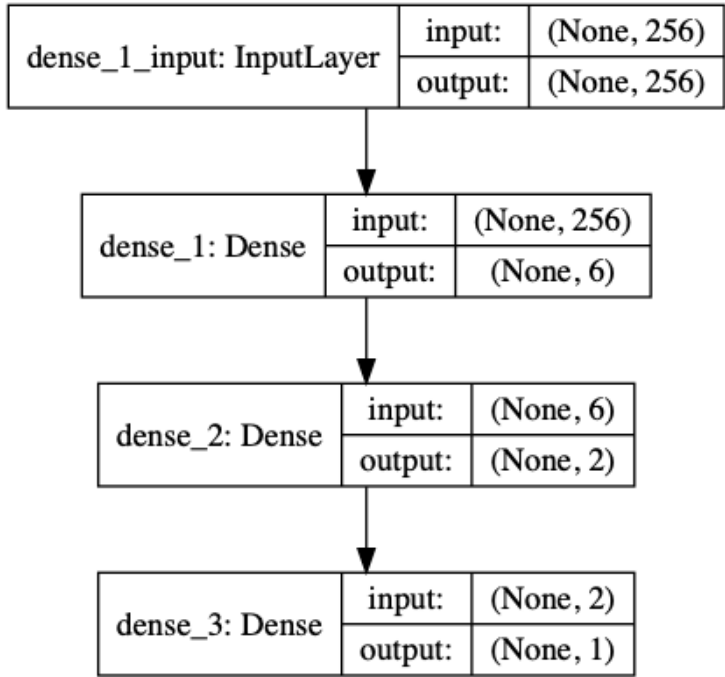 dense_1_input: InputLayer
input: (None, 256)
output: (None, 256)
dense_1: Dense
input: (None, 256)
output: (None, 6)
dense_2: Dense
input: (None, 6)
output: (None, 2)
dense_3: Dense
input: (None, 2)
output: (None, 1)